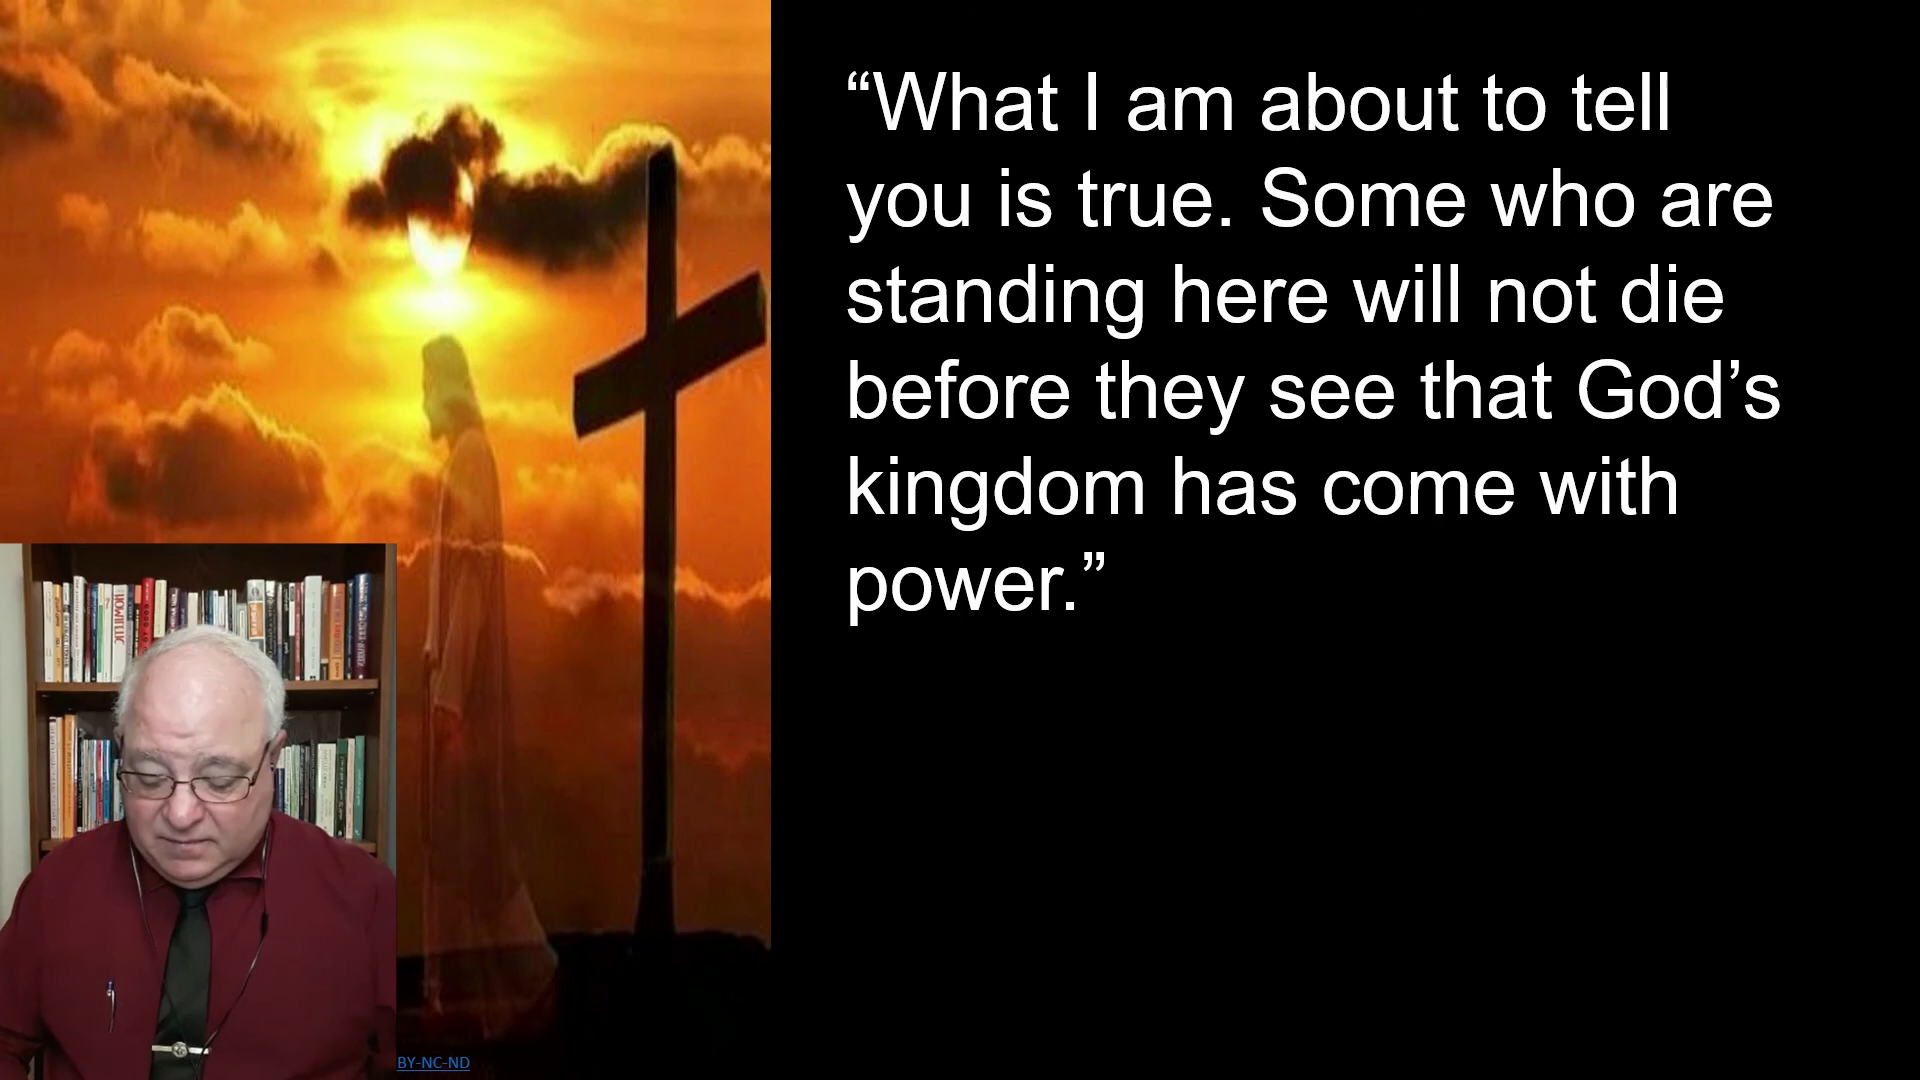 “What I am about to tell
you is true. Some who are
standing here will not die
before they see that God’s
kingdom has come with
power.”
BY-NC-ND